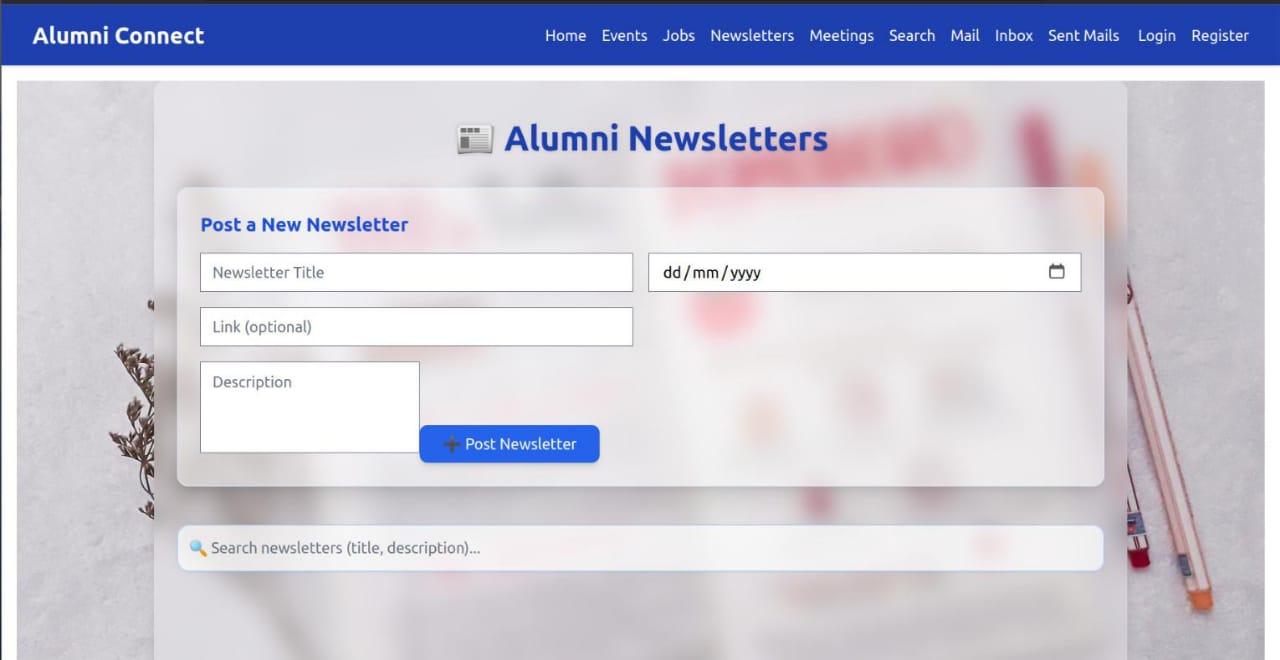 Alumni Connect
Home Events Jobs Newsletters Meetings Search Mail Inbox Sent Mails Login Register
Alumni Newsletters
Post a New Newsletter
Newsletter Title
dd/mm/yyyy
Link (optional)
Description
Post Newsletter
Search newsletters (title, description)...